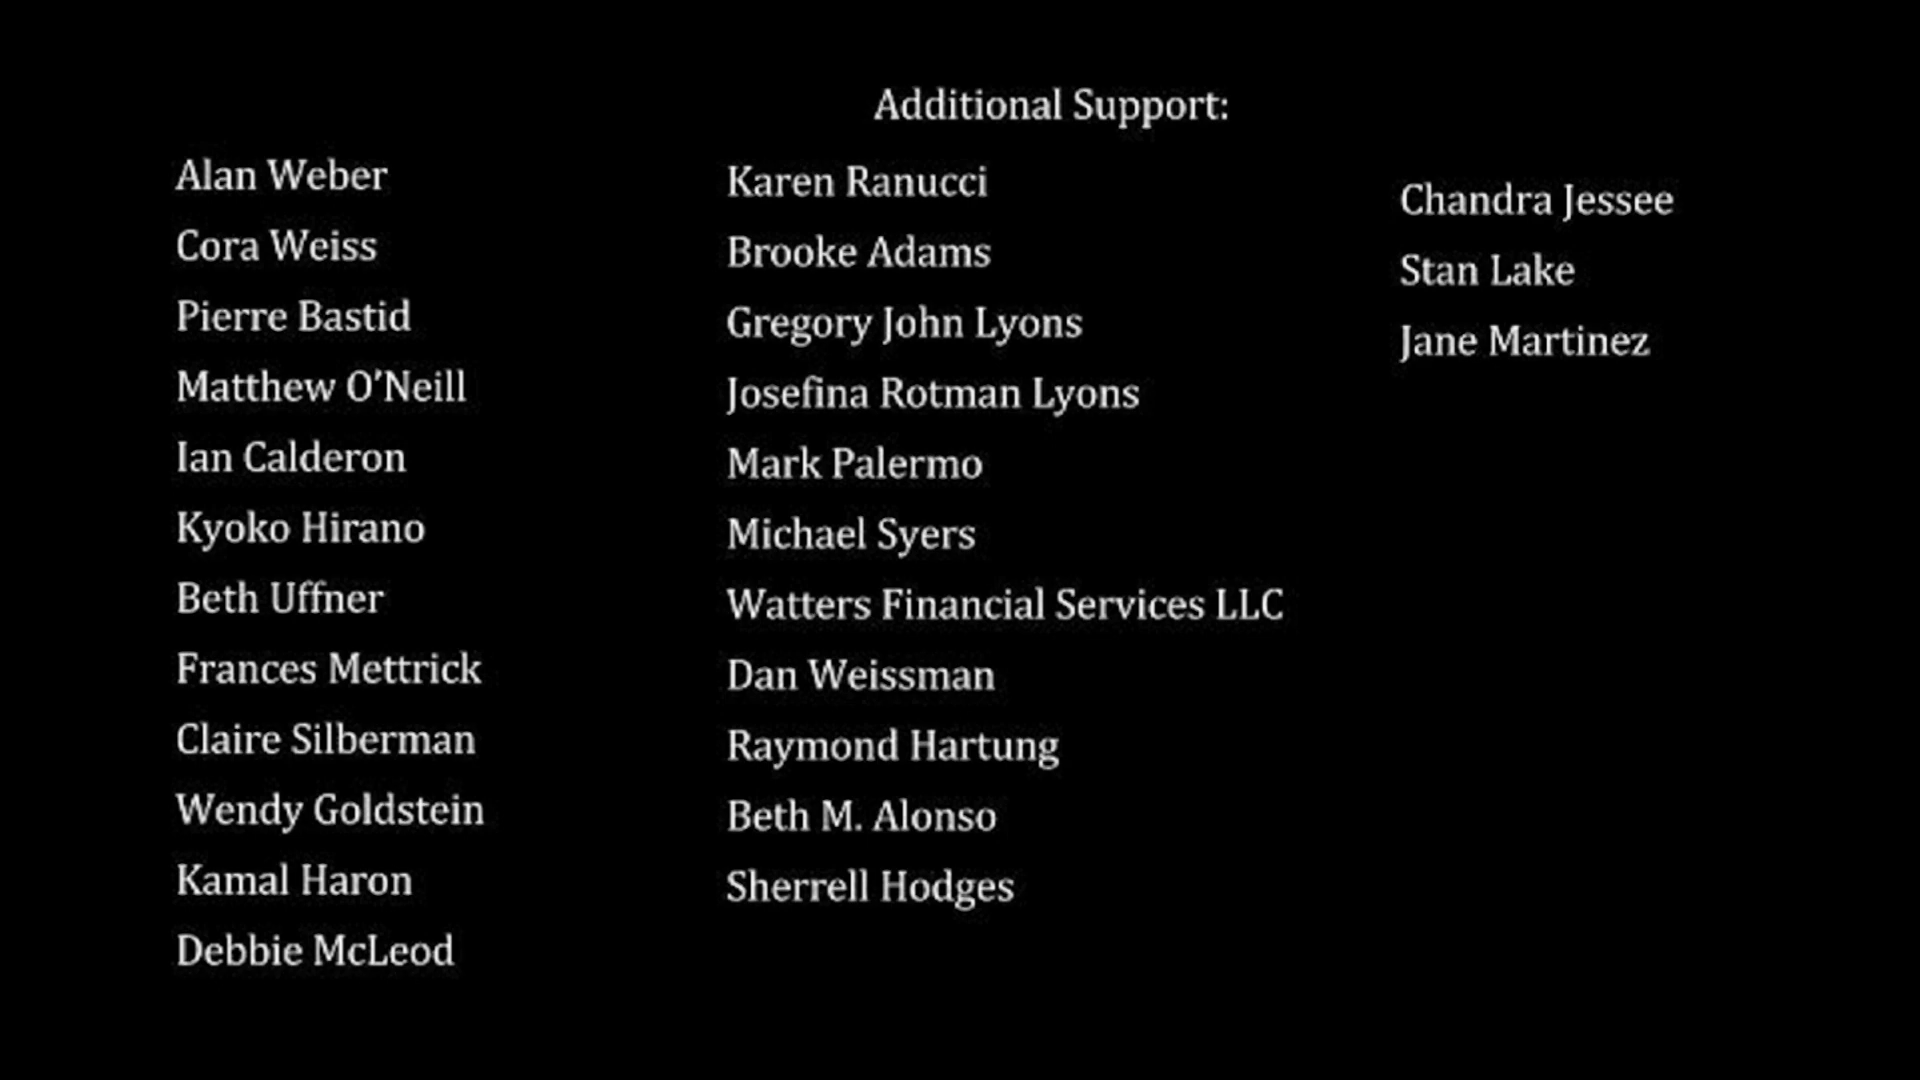 Additional Support:
Alan Weber
Cora Weiss
Pierre Bastid
Matthew O’Neill
Ian Calderon
Kyoko Hirano
Beth Uffner
Frances Mettrick
Claire Silberman
Wendy Goldstein
Kamal Haron
Debbie McLeod
Karen Ranucci
Brooke Adams
Gregory John Lyons
Josefina Rotman Lyons
Mark Palermo
Michael Syers
Watters Financial Services LLC
Dan Weissman
Raymond Hartung
Beth M. Alonso
Sherrell Hodges
Chandra Jessee
Stan Lake
Jane Martinez